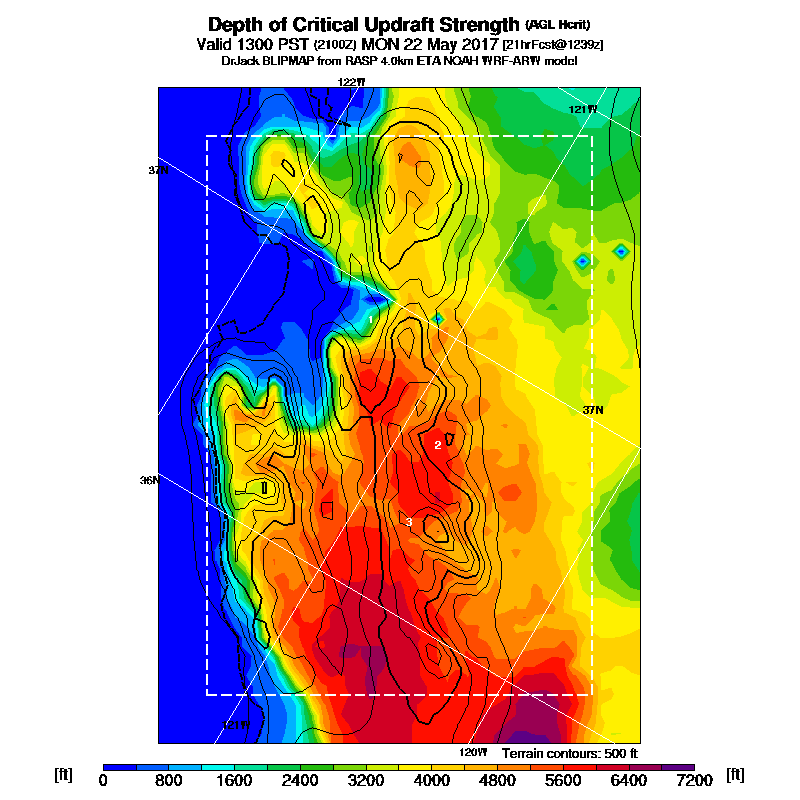 Depth of Critical Updraft Strength (AGL Hcrit)
Valid 1300 PST (2100Z) MON 22 May 2017 [21hrFcst@1239z]
DrJack BLIPMAP from RASP 4.0km ETA NOAH WRF-ARW model
122W
121W
37N
1
37N
2
36N
3
121W
120W
Terrain contours: 500 ft
[ft] 0 800 1600 2400 3200 4000 4800 5600 6400 7200 [ft]